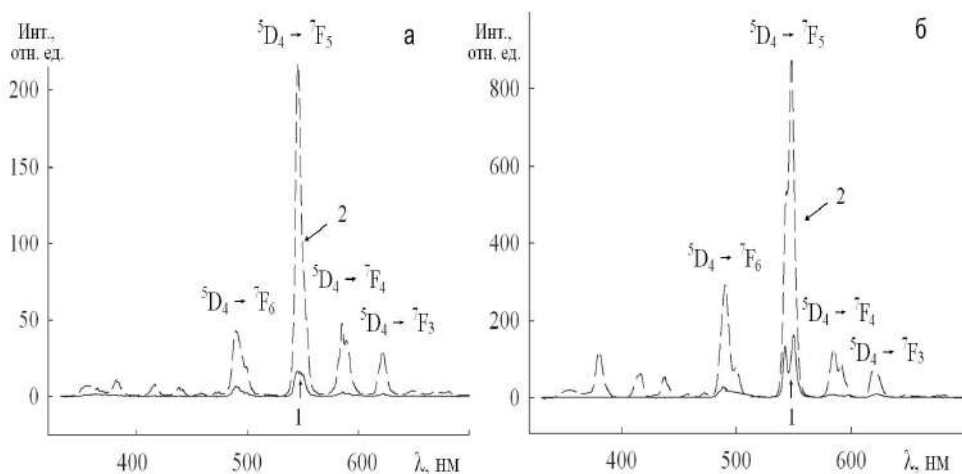 Инт.,
отн. ед.
⁵D₄ → ⁷F₅
а
200
150
2
100
⁵D₄ → ⁷F₄
⁵D₄ → ⁷F₆
⁵D₄ → ⁷F₃
50
0
1
400
500
600
λ, нм
Инт.,
отн. ед.
⁵D₄ → ⁷F₅
б
800
600
2
400
⁵D₄ → ⁷F₆
⁵D₄ → ⁷F₄
200
⁵D₄ → ⁷F₃
0
1
400
500
600
λ, нм